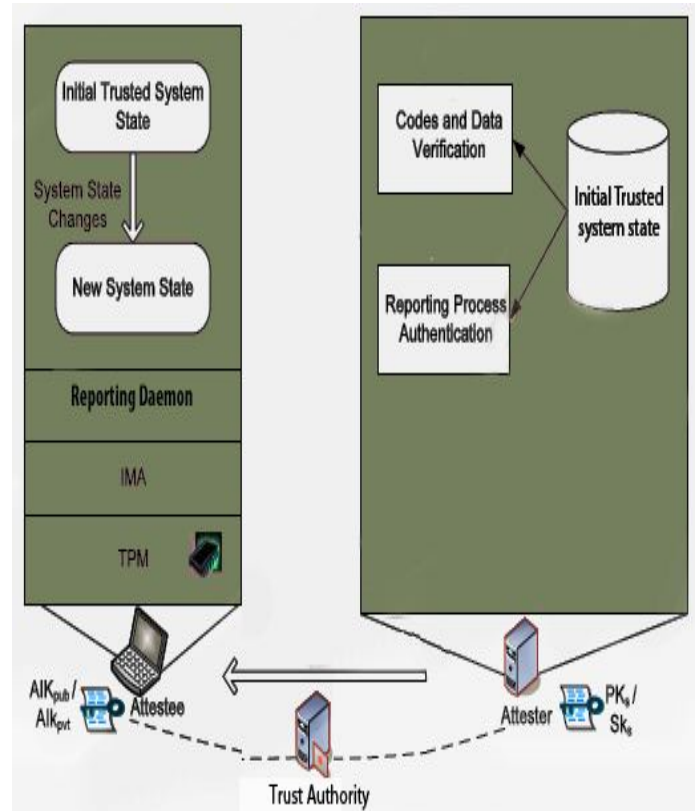 Initial Trusted System
State
System State
Changes
New System State
Reporting Daemon
IMA
TPM
AIKpub /
AIkpvt
Attestee
Codes and Data
Verification
Initial Trusted
system state
Reporting Process
Authentication
Attester
PKs /
Sks
Trust Authority